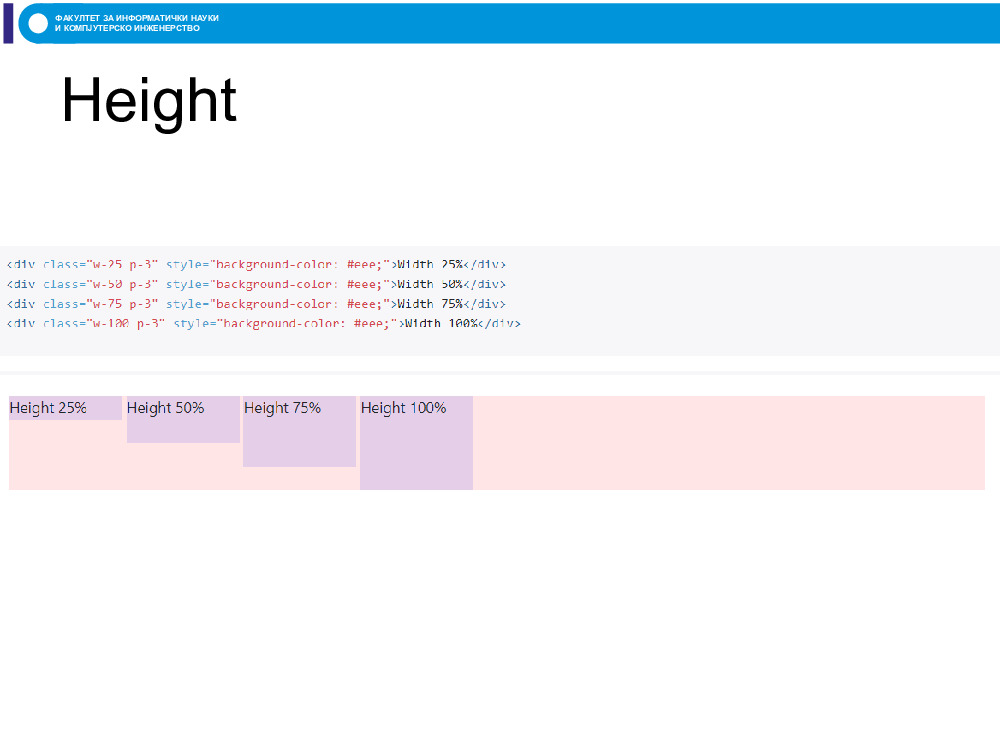 ФАКУЛТЕТ ЗА ИНФОРМАТИЧКИ НАУКИ
И КОМПЈУТЕРСКО ИНЖЕНЕРСТВО
Height
<div class="w-25 p-3" style="background-color: #eee;">Width 25%</div>
<div class="w-50 p-3" style="background-color: #eee;">Width 50%</div>
<div class="w-75 p-3" style="background-color: #eee;">Width 75%</div>
<div class="w-100 p-3" style="background-color: #eee;">Width 100%</div>
Height 25% Height 50% Height 75% Height 100%